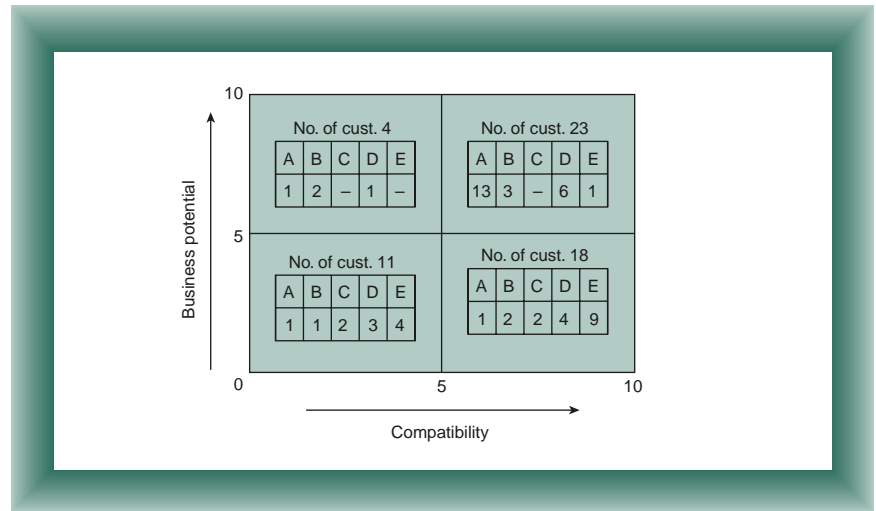 10
No. of cust. 4
A B C D E
1 2 – 1 –
No. of cust. 23
A B C D E
13 3 – 6 1
Business potential
5
No. of cust. 11
A B C D E
1 1 2 3 4
No. of cust. 18
A B C D E
1 2 2 4 9
0 5 10
Compatibility